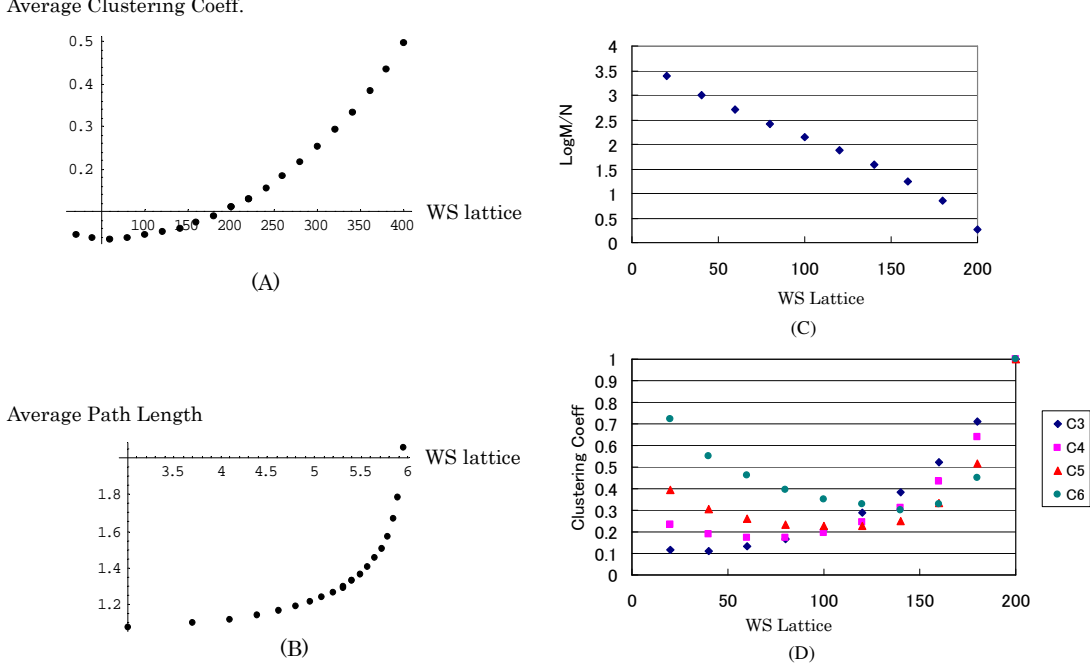 Average Clustering Coeff.
0.5
0.4
0.3
0.2
100 150 200 250 300 350 400
WS lattice
(A)
Average Path Length
3.5 4 4.5 5 5.5 6
WS lattice
1.8
1.6
1.4
1.2
(B)
4
3.5
3
2.5
2
1.5
1
0.5
0
LogM/N
0 50 100 150 200
WS Lattice
(C)
1
0.9
0.8
0.7
0.6
0.5
0.4
0.3
0.2
0.1
0
Clustering Coeff
0 50 100 150 200
WS Lattice
(D)
C3
C4
C5
C6